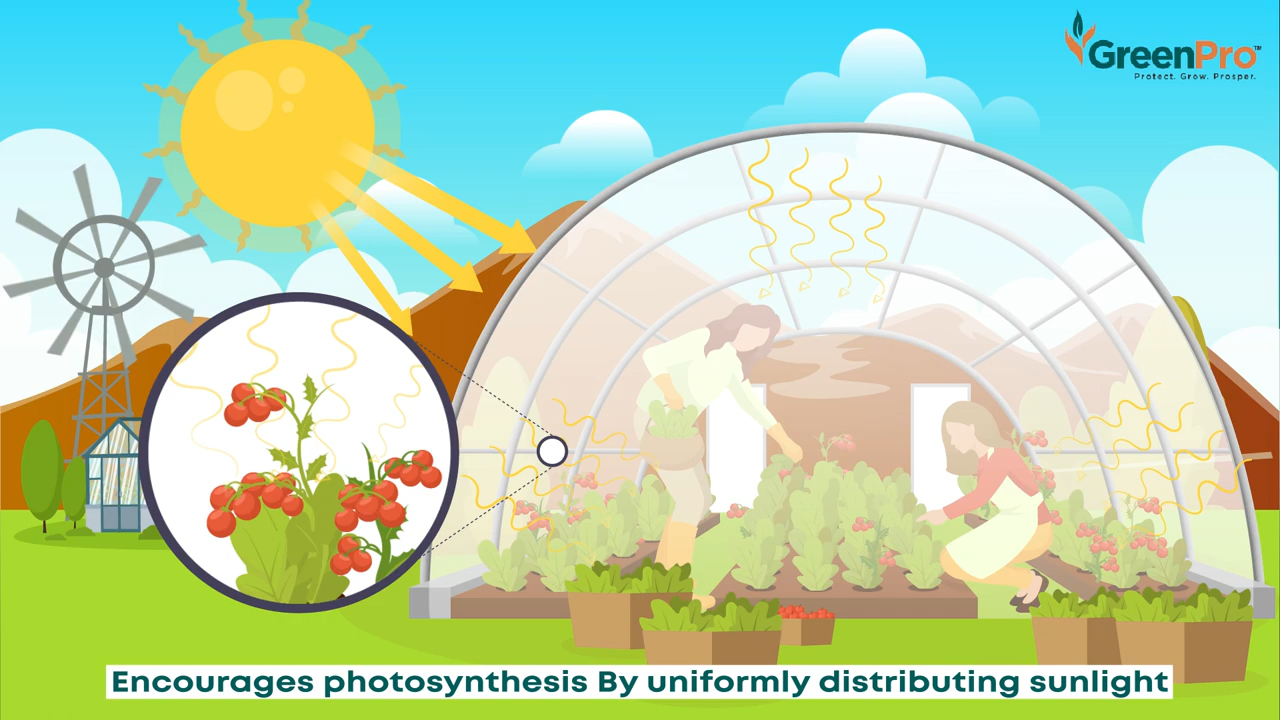 GreenPro™
Protect. Grow. Prosper.
Encourages photosynthesis By uniformly distributing sunlight